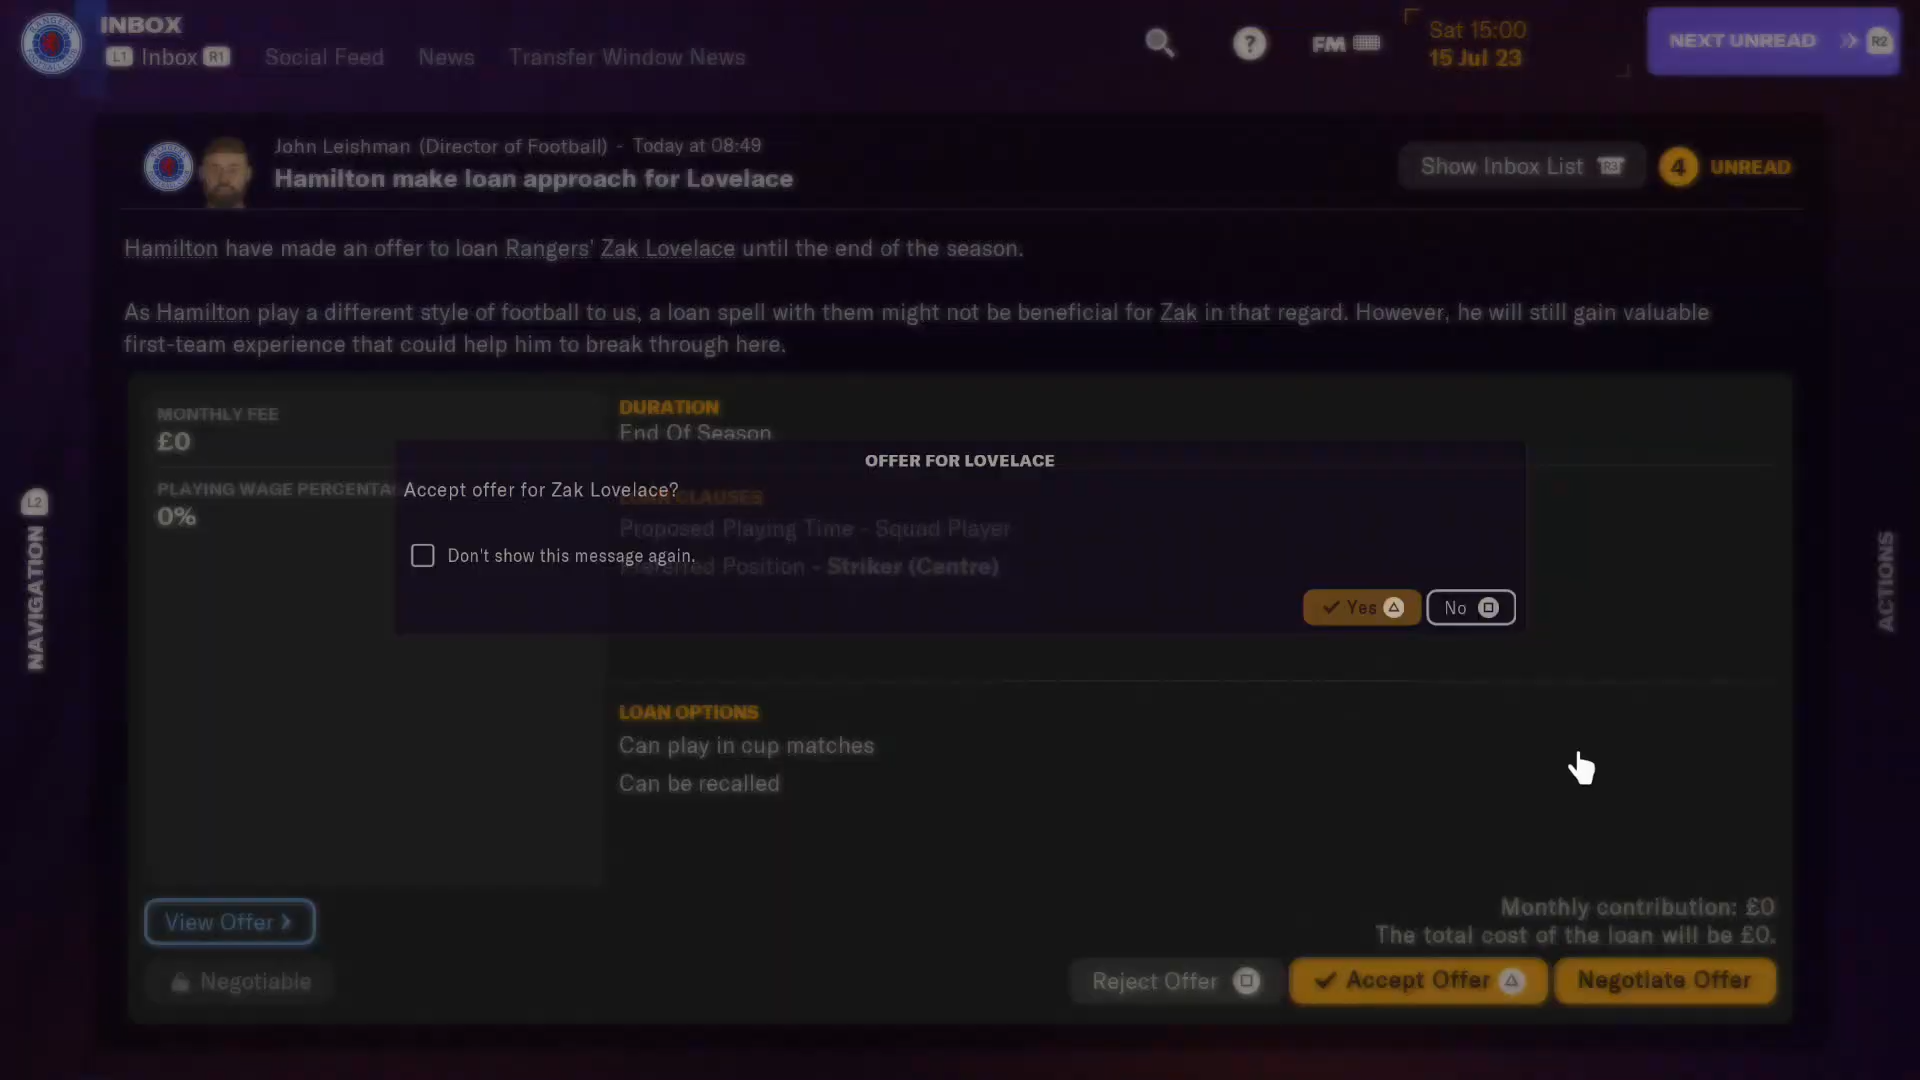 INBOX
L1 Inbox R1 Social Feed News Transfer Window News
FM
Sat 15:00
15 Jul 23
NEXT UNREAD R2
John Leishman (Director of Football) - Today at 08:49
Hamilton make loan approach for Lovelace
Show Inbox List R3
4 UNREAD
Hamilton have made an offer to loan Rangers' Zak Lovelace until the end of the season.
As Hamilton play a different style of football to us, a loan spell with them might not be beneficial for Zak in that regard. However, he will still gain valuable
first-team experience that could help him to break through here.
MONTHLY FEE
£0
PLAYING WAGE PERCENTA
0%
DURATION
End Of Season
OFFER FOR LOVELACE
Accept offer for Zak Lovelace?
CLAUSES
Proposed Playing Time - Squad Player
Don't show this message again.
Position - Striker (Centre)
Yes
No
L2
NAVIGATION
ACTIONS
LOAN OPTIONS
Can play in cup matches
Can be recalled
View Offer >
Negotiable
Monthly contribution: £0
The total cost of the loan will be £0.
Reject Offer
Accept Offer
Negotiate Offer